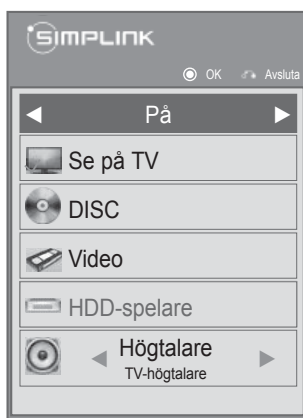 SIMPLINK
OK Avsluta
På
Se på TV
DISC
Video
HDD-spelare
Högtalare
TV-högtalare